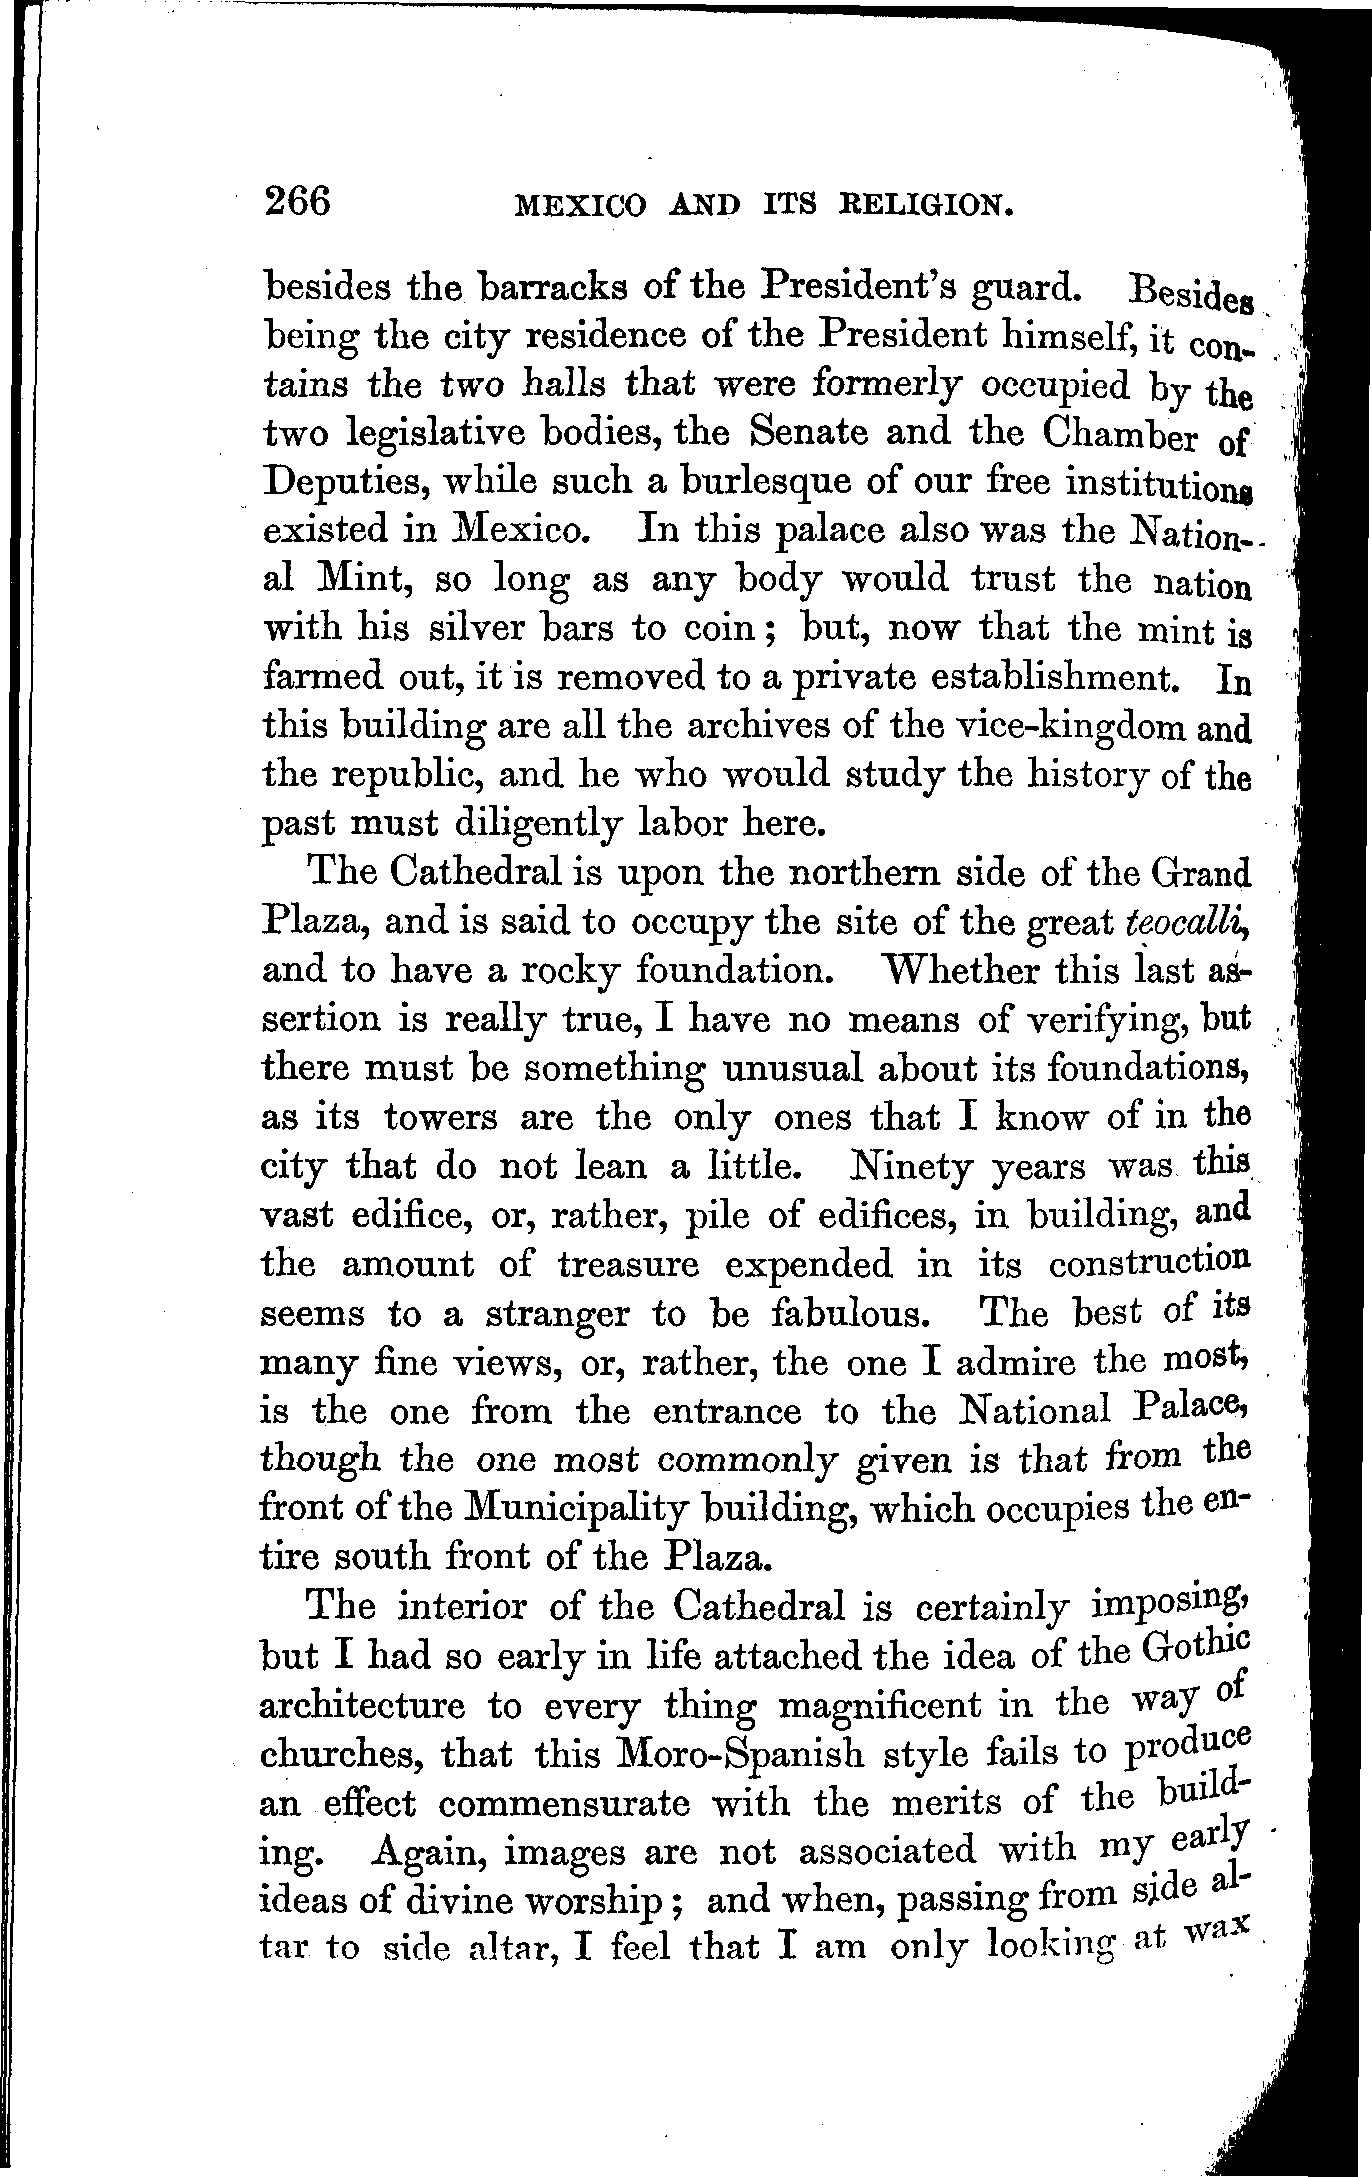 266 MEXICO AND ITS RELIGION.
besides the barracks of the President's guard. Besides
being the city residence of the President himself, it con-
tains the two halls that were formerly occupied by the
two legislative bodies, the Senate and the Chamber of
Deputies, while such a burlesque of our free institutions
existed in Mexico. In this palace also was the Nation-
al Mint, so long as any body would trust the nation
with his silver bars to coin; but, now that the mint is
farmed out, it is removed to a private establishment. In
this building are all the archives of the vice-kingdom and
the republic, and he who would study the history of the
past must diligently labor here.
The Cathedral is upon the northern side of the Grand
Plaza, and is said to occupy the site of the great teocalli,
and to have a rocky foundation. Whether this last as-
sertion is really true, I have no means of verifying, but
there must be something unusual about its foundations,
as its towers are the only ones that I know of in the
city that do not lean a little. Ninety years was this
vast edifice, or, rather, pile of edifices, in building, and
the amount of treasure expended in its construction
seems to a stranger to be fabulous. The best of its
many fine views, or, rather, the one I admire the most,
is the one from the entrance to the National Palace,
though the one most commonly given is that from the
front of the Municipality building, which occupies the en-
tire south front of the Plaza.
The interior of the Cathedral is certainly imposing,
but I had so early in life attached the idea of the Gothic
architecture to every thing magnificent in the way of
churches, that this Moro-Spanish style fails to produce
an effect commensurate with the merits of the build-
ing. Again, images are not associated with my early
ideas of divine worship; and when, passing from side al-
tar to side altar, I feel that I am only looking at wax